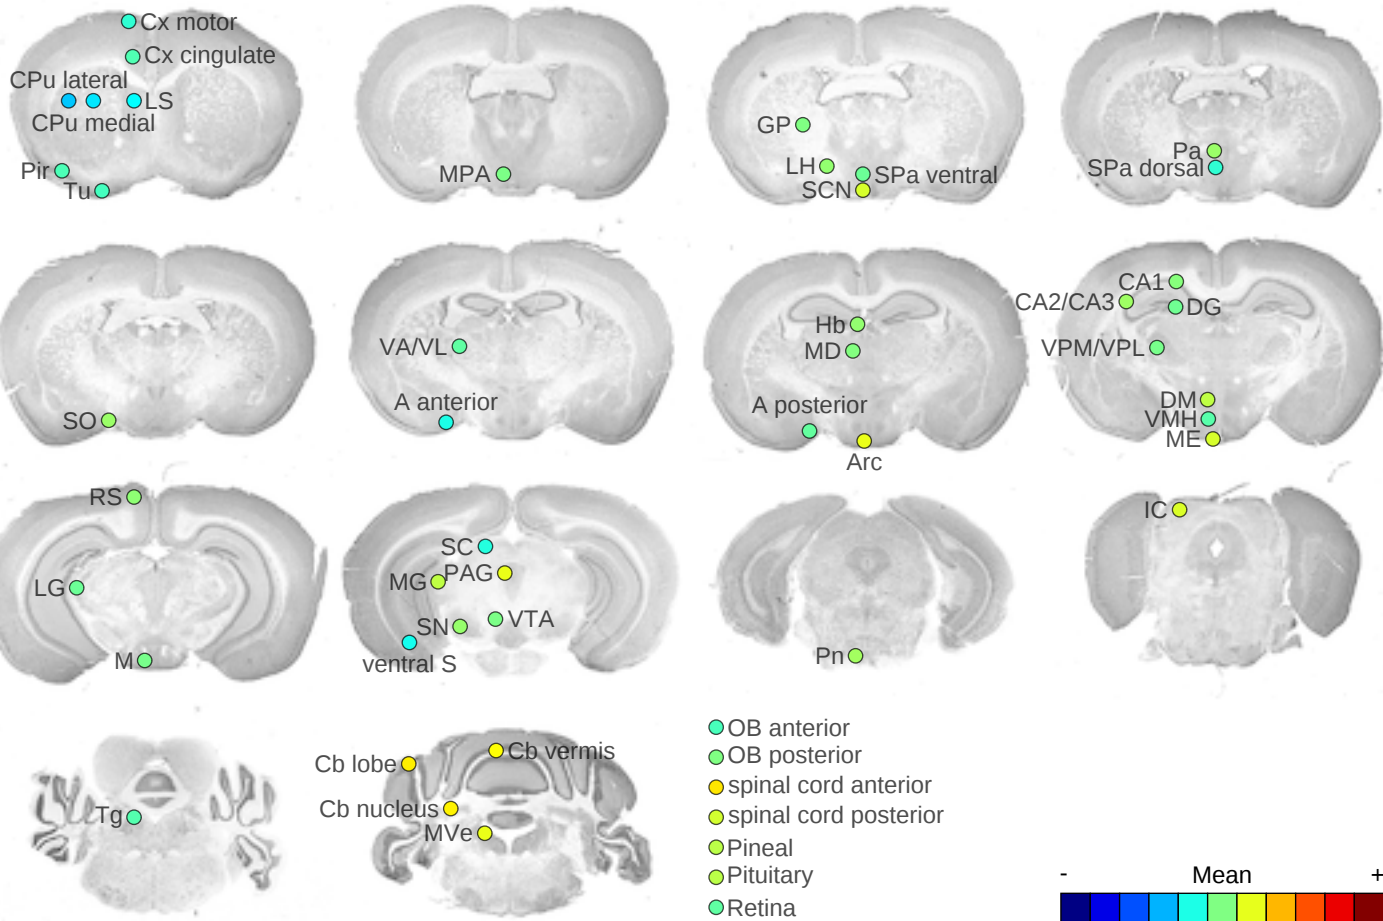 Cx motor
Cx cingulate
CPu lateral
LS
CPu medial
Pir
Tu
MPA
GP
LH
SPa ventral
SCN
Pa
SPa dorsal
SO
VA/VL
A anterior
Hb
MD
A posterior
Arc
CA1
CA2/CA3
DG
VPM/VPL
DM
VMH
ME
RS
LG
M
SC
MG
PAG
SN
VTA
ventral S
Pn
IC
Tg
Cb lobe
Cb vermis
Cb nucleus
MVe
OB anterior
OB posterior
spinal cord anterior
spinal cord posterior
Pineal
Pituitary
Retina
- Mean +